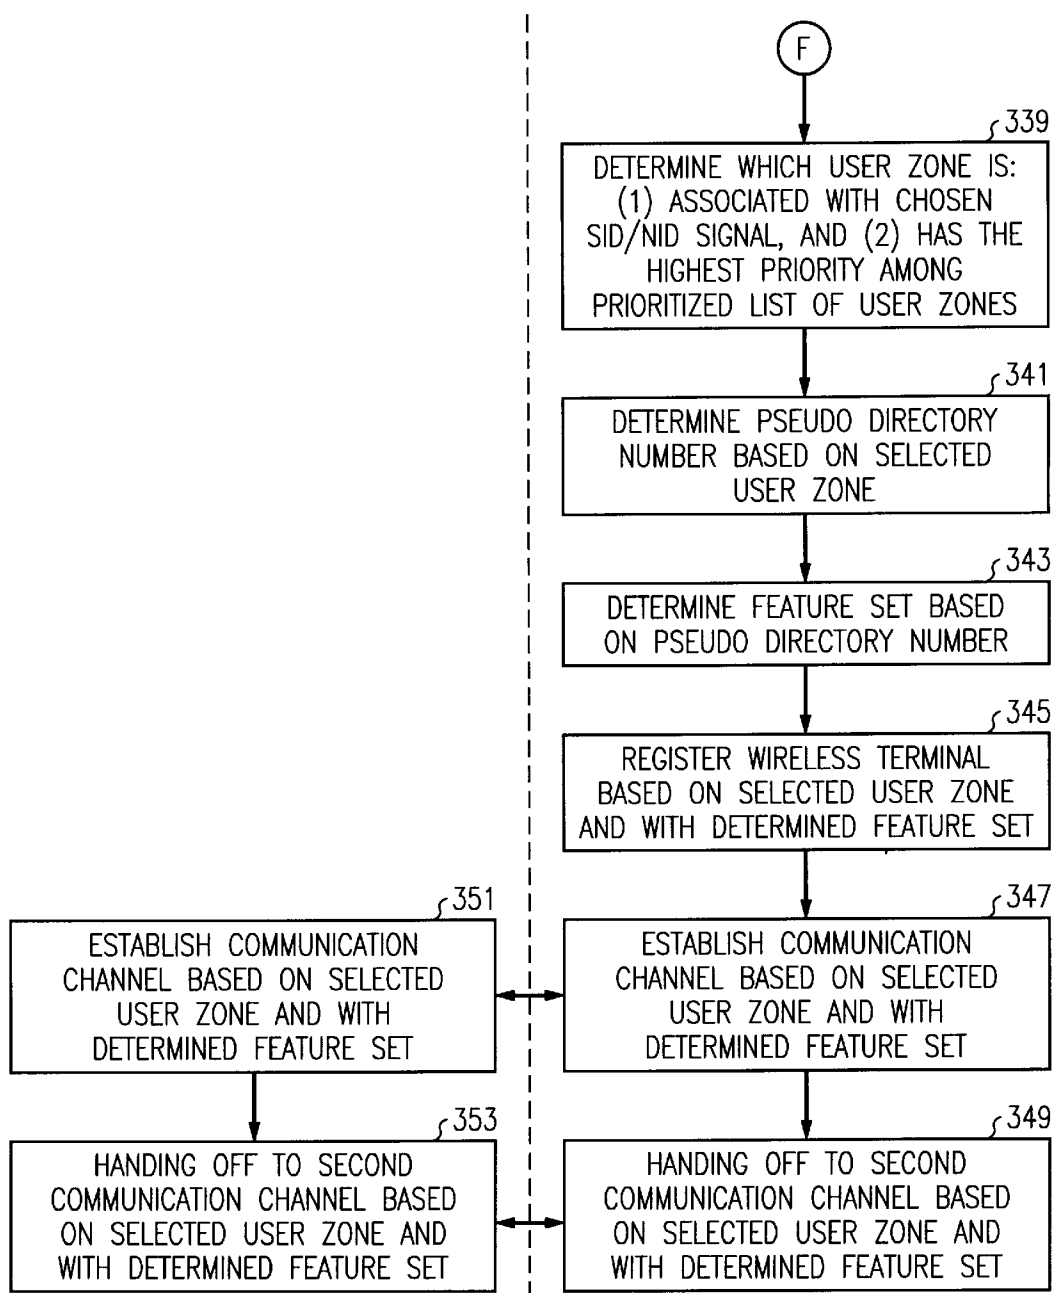 F
339
DETERMINE WHICH USER ZONE IS:
(1) ASSOCIATED WITH CHOSEN
SID/NID SIGNAL, AND (2) HAS THE
HIGHEST PRIORITY AMONG
PRIORITIZED LIST OF USER ZONES
341
DETERMINE PSEUDO DIRECTORY
NUMBER BASED ON SELECTED
USER ZONE
343
DETERMINE FEATURE SET BASED
ON PSEUDO DIRECTORY NUMBER
345
REGISTER WIRELESS TERMINAL
BASED ON SELECTED USER ZONE
AND WITH DETERMINED FEATURE SET
351
ESTABLISH COMMUNICATION
CHANNEL BASED ON SELECTED
USER ZONE AND WITH
DETERMINED FEATURE SET
347
ESTABLISH COMMUNICATION
CHANNEL BASED ON SELECTED
USER ZONE AND WITH
DETERMINED FEATURE SET
353
HANDING OFF TO SECOND
COMMUNICATION CHANNEL BASED
ON SELECTED USER ZONE AND
WITH DETERMINED FEATURE SET
349
HANDING OFF TO SECOND
COMMUNICATION CHANNEL BASED
ON SELECTED USER ZONE AND
WITH DETERMINED FEATURE SET